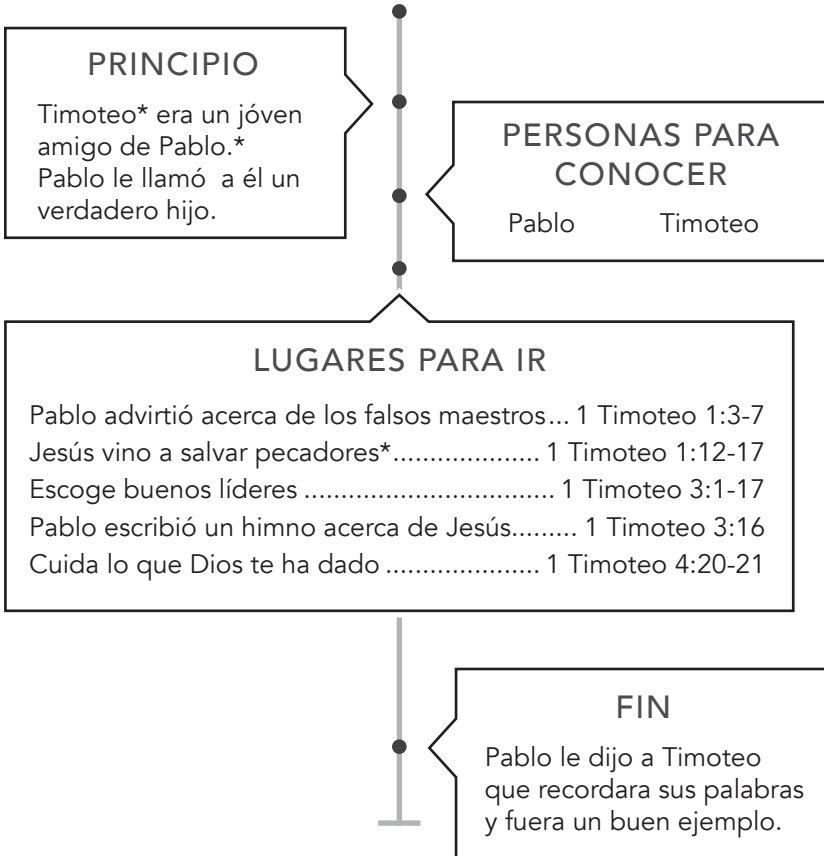 PRINCIPIO
Timoteo* era un jóven
amigo de Pablo.*
Pablo le llamó  a él un
verdadero hijo.
PERSONAS PARA
CONOCER
Pablo Timoteo
LUGARES PARA IR
Pablo advirtió acerca de los falsos maestros... 1 Timoteo 1:3-7
Jesús vino a salvar pecadores*.................... 1 Timoteo 1:12-17
Escoge buenos líderes .................................. 1 Timoteo 3:1-17
Pablo escribió un himno acerca de Jesús......... 1 Timoteo 3:16
Cuida lo que Dios te ha dado ..................... 1 Timoteo 4:20-21
FIN
Pablo le dijo a Timoteo
que recordara sus palabras
y fuera un buen ejemplo.